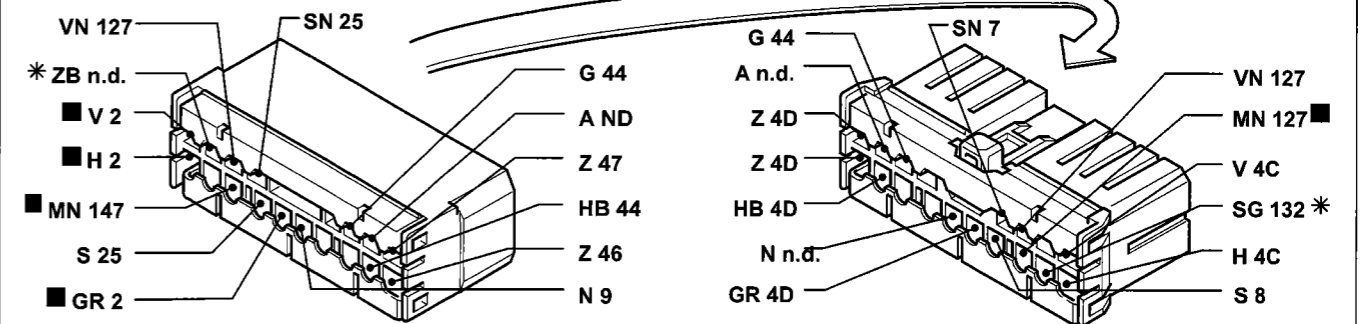 VN 127
SN 25
✳ ZB n.d.
■ V 2
■ H 2
■ MN 147
S 25
■ GR 2
G 44
A ND
Z 47
HB 44
Z 46
N 9
G 44
SN 7
A n.d.
Z 4D
Z 4D
HB 4D
N n.d.
GR 4D
VN 127
MN 127 ■
V 4C
SG 132 ✳
H 4C
S 8